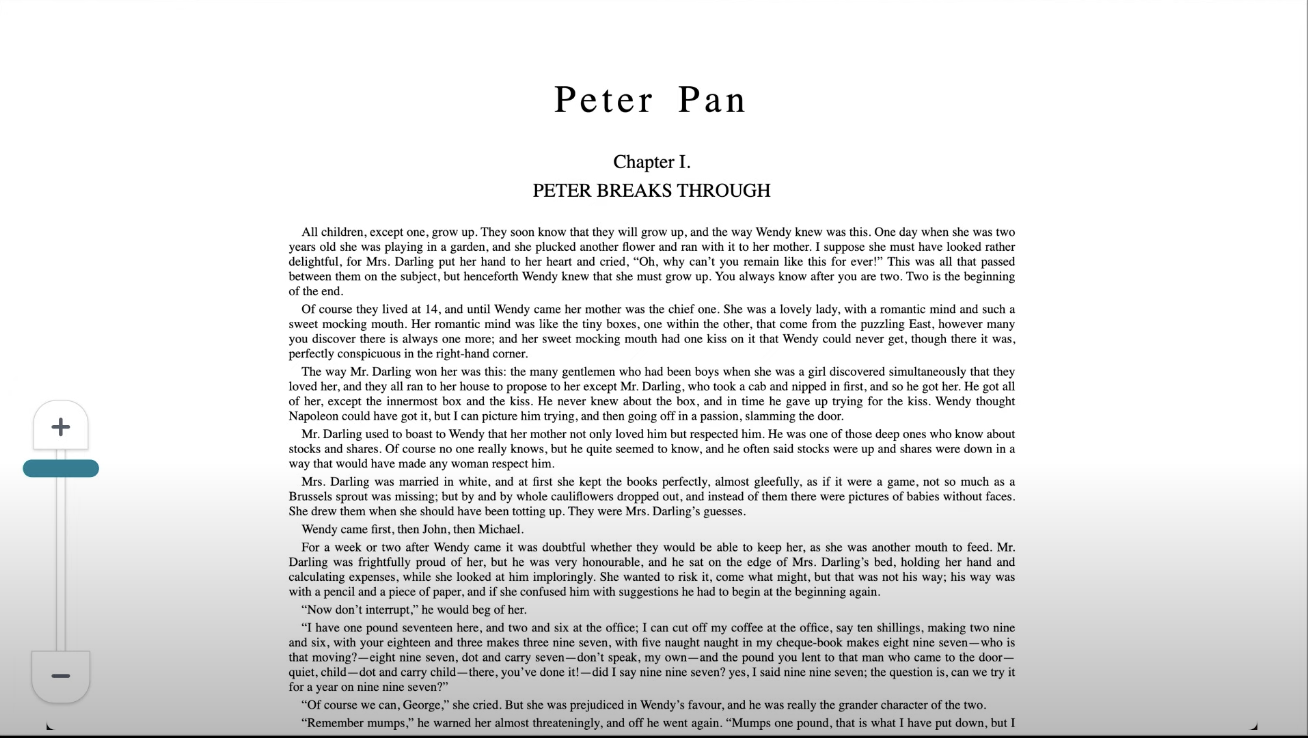 Peter Pan
Chapter I.
PETER BREAKS THROUGH
All children, except one, grow up. They soon know that they will grow up, and the way Wendy knew was this. One day when she was two
years old she was playing in a garden, and she plucked another flower and ran with it to her mother. I suppose she must have looked rather
delightful, for Mrs. Darling put her hand to her heart and cried, “Oh, why can’t you remain like this for ever!” This was all that passed
between them on the subject, but henceforth Wendy knew that she must grow up. You always know after you are two. Two is the beginning
of the end.
Of course they lived at 14, and until Wendy came her mother was the chief one. She was a lovely lady, with a romantic mind and such a
sweet mocking mouth. Her romantic mind was like the tiny boxes, one within the other, that come from the puzzling East, however many
you discover there is always one more; and her sweet mocking mouth had one kiss on it that Wendy could never get, though there it was,
perfectly conspicuous in the right-hand corner.
The way Mr. Darling won her was this: the many gentlemen who had been boys when she was a girl discovered simultaneously that they
loved her, and they all ran to her house to propose to her except Mr. Darling, who took a cab and nipped in first, and so he got her. He got all
of her, except the innermost box and the kiss. He never knew about the box, and in time he gave up trying for the kiss. Wendy thought
Napoleon could have got it, but I can picture him trying, and then going off in a passion, slamming the door.
Mr. Darling used to boast to Wendy that her mother not only loved him but respected him. He was one of those deep ones who know about
stocks and shares. Of course no one really knows, but he quite seemed to know, and he often said stocks were up and shares were down in a
way that would have made any woman respect him.
Mrs. Darling was married in white, and at first she kept the books perfectly, almost gleefully, as if it were a game, not so much as a
Brussels sprout was missing; but by and by whole cauliflowers dropped out, and instead of them there were pictures of babies without faces.
She drew them when she should have been totting up. They were Mrs. Darling’s guesses.
Wendy came first, then John, then Michael.
For a week or two after Wendy came it was doubtful whether they would be able to keep her, as she was another mouth to feed. Mr.
Darling was frightfully proud of her, but he was very honourable, and he sat on the edge of Mrs. Darling’s bed, holding her hand and
calculating expenses, while she looked at him imploringly. She wanted to risk it, come what might, but that was not his way; his way was
with a pencil and a piece of paper, and if she confused him with suggestions he had to begin at the beginning again.
“Now don’t interrupt,” he would beg of her.
“I have one pound seventeen here, and two and six at the office; I can cut off my coffee at the office, say ten shillings, making two nine
and six, with your eighteen and three makes three nine seven, with five naught naught in my cheque-book makes eight nine seven—who is
that moving?—eight nine seven, dot and carry seven—don’t speak, my own—and the pound you lent to that man who came to the door—
quiet, child—dot and carry child—there, you’ve done it!—did I say nine nine seven? yes, I said nine nine seven; the question is, can we try it
for a year on nine nine seven?”
“Of course we can, George,” she cried. But she was prejudiced in Wendy’s favour, and he was really the grander character of the two.
“Remember mumps,” he warned her almost threateningly, and off he went again. “Mumps one pound, that is what I have put down, but I